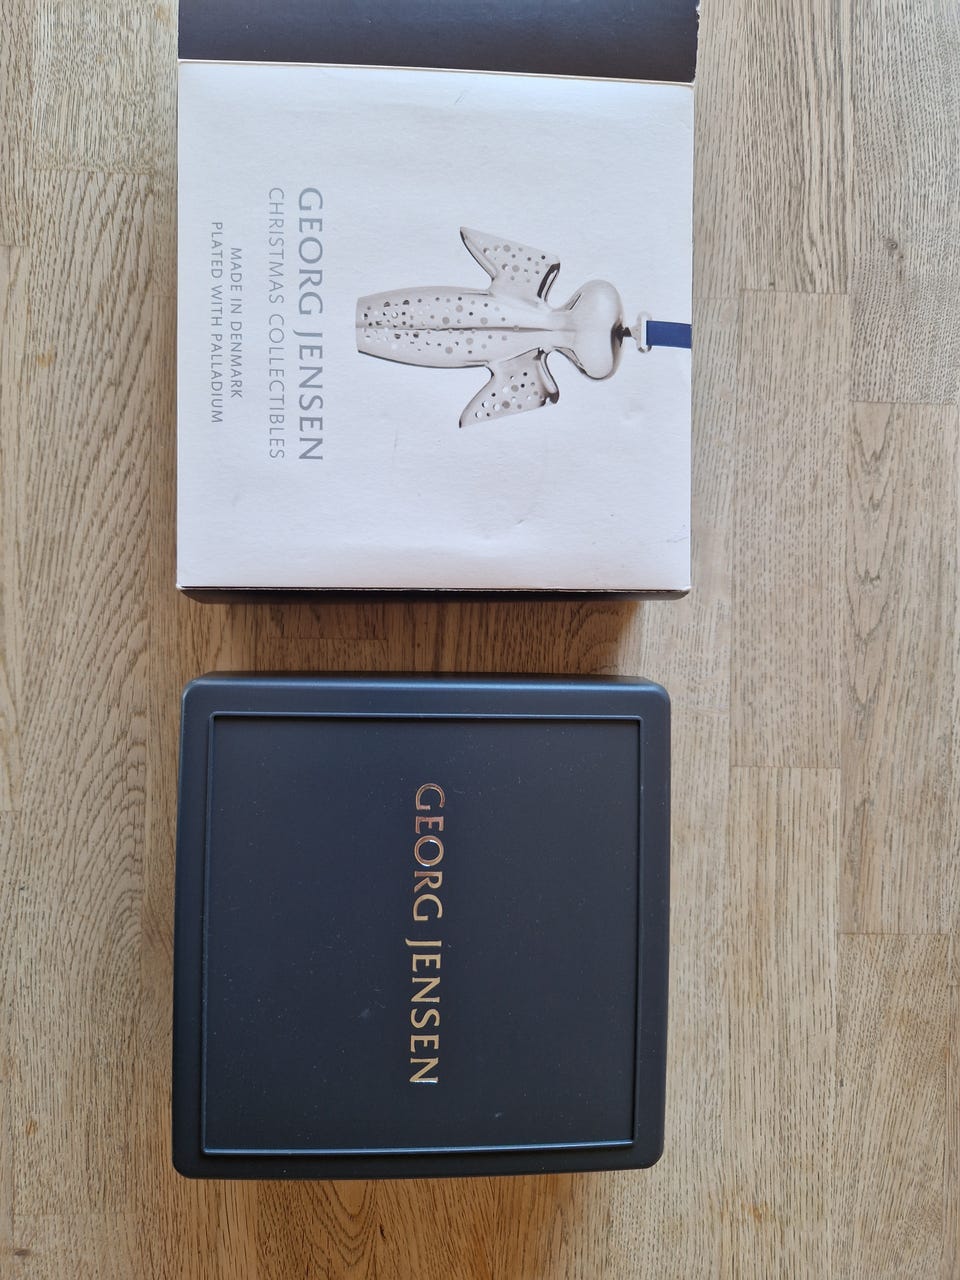 GEORG JENSEN
CHRISTMAS COLLECTIBLES
MADE IN DENMARK
PLATED WITH PALLADIUM
GEORG JENSEN